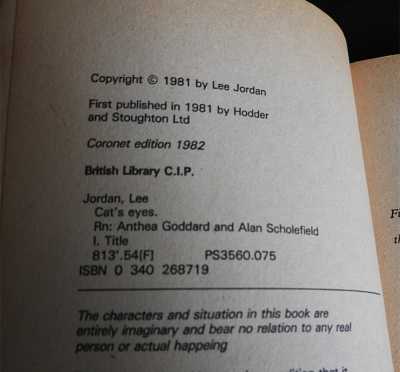 Copyright © 1981 by Lee Jordan
First published in 1981 by Hodder
and Stoughton Ltd
Coronet edition 1982
British Library C.I.P.
Jordan, Lee
Cat's eyes.
Rn: Anthea Goddard and Alan Scholefield
I. Title
813'.54[F] PS3560.075
ISBN 0 340 268719
The characters and situation in this book are
entirely imaginary and bear no relation to any real
person or actual happeing